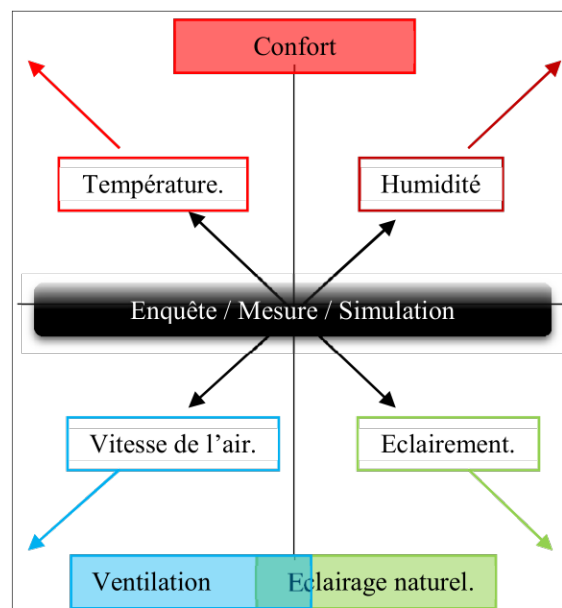 Confort
Température.
Humidité
Enquête / Mesure / Simulation
Vitesse de l’air.
Eclairement.
Ventilation
Eclairage naturel.